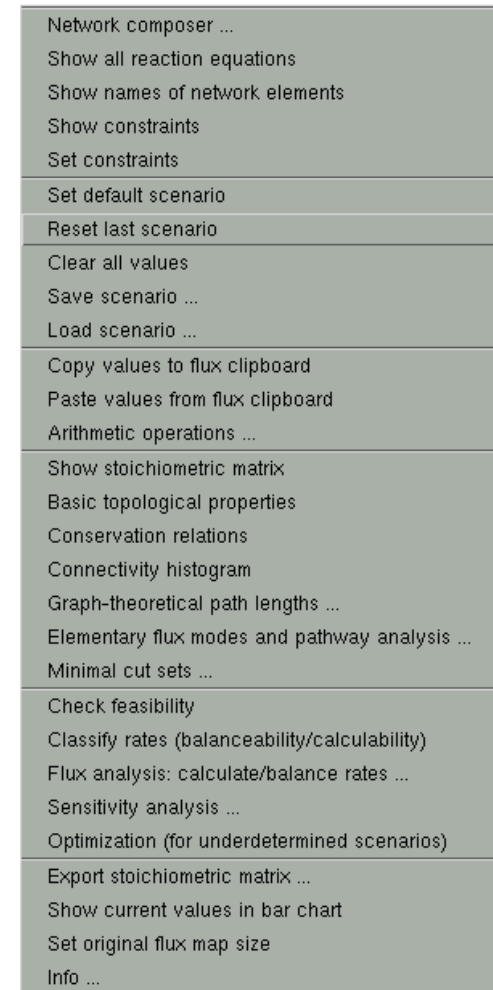 Network composer ...
Show all reaction equations
Show names of network elements
Show constraints
Set constraints
Set default scenario
Reset last scenario
Clear all values
Save scenario ...
Load scenario ...
Copy values to flux clipboard
Paste values from flux clipboard
Arithmetic operations ...
Show stoichiometric matrix
Basic topological properties
Conservation relations
Connectivity histogram
Graph-theoretical path lengths ...
Elementary flux modes and pathway analysis ...
Minimal cut sets ...
Check feasibility
Classify rates (balanceability/calculability)
Flux analysis: calculate/balance rates ...
Sensitivity analysis ...
Optimization (for underdetermined scenarios)
Export stoichiometric matrix ...
Show current values in bar chart
Set original flux map size
Info ...